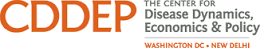 CDDEP
THE CENTER FOR
Disease Dynamics,
Economics & Policy
WASHINGTON DC • NEW DELHI